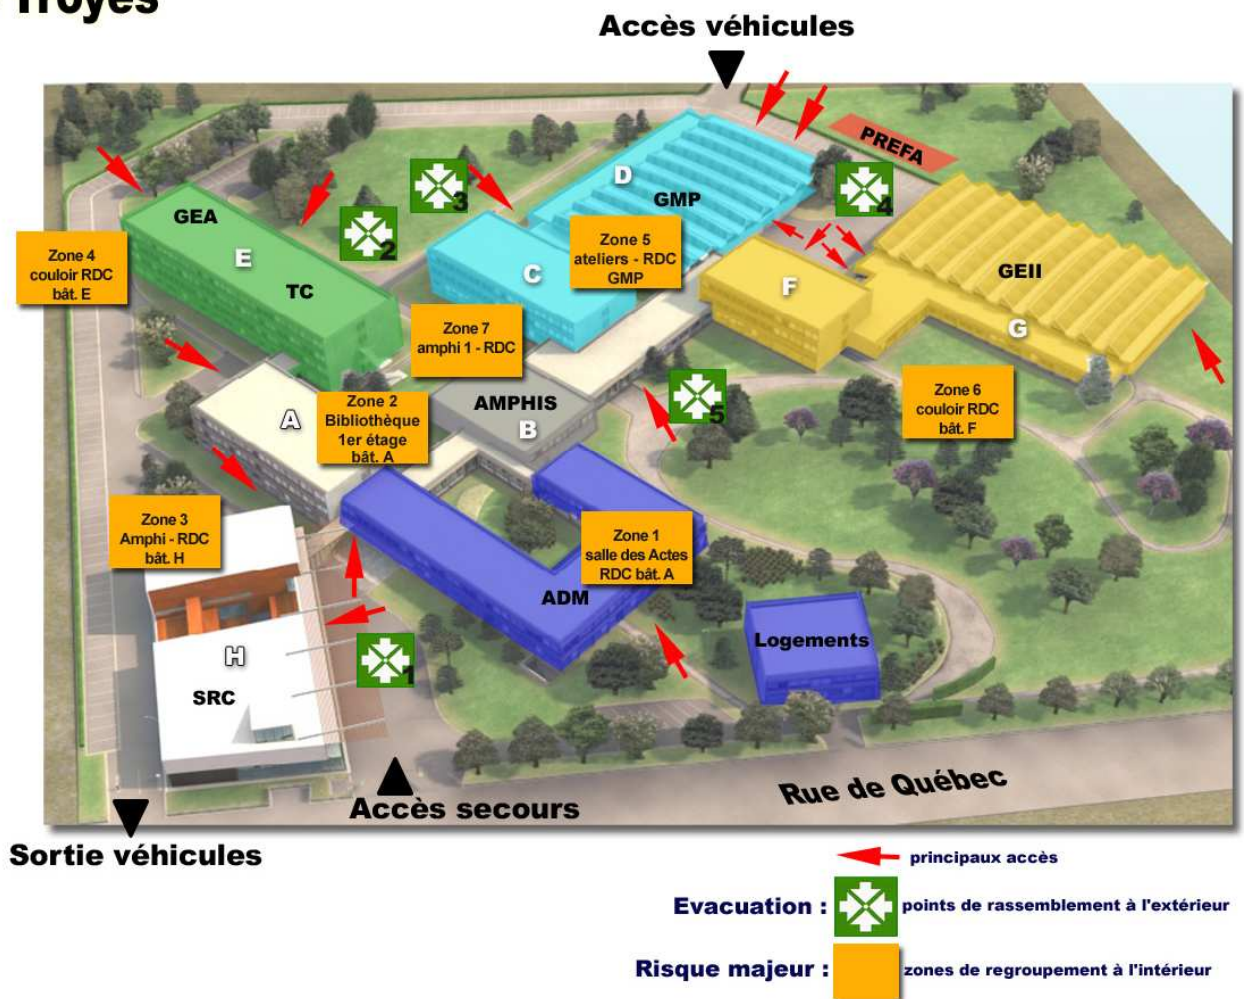 Troyes
Accès véhicules
PREFA
D
GMP
3
4
GEA
2
Zone 4
couloir RDC
bât. E
E
TC
C
Zone 5
ateliers - RDC
GMP
F
GEII
G
Zone 7
amphi 1 - RDC
A
Zone 2
Bibliothèque
1er étage
bât. A
AMPHIS
B
5
Zone 6
couloir RDC
bât. F
Zone 3
Amphi - RDC
bât. H
Zone 1
salle des Actes
RDC bât. A
ADM
Logements
H
SRC
1
Rue de Québec
Accès secours
Sortie véhicules
principaux accès
Evacuation :
points de rassemblement à l'extérieur
Risque majeur :
zones de regroupement à l'intérieur